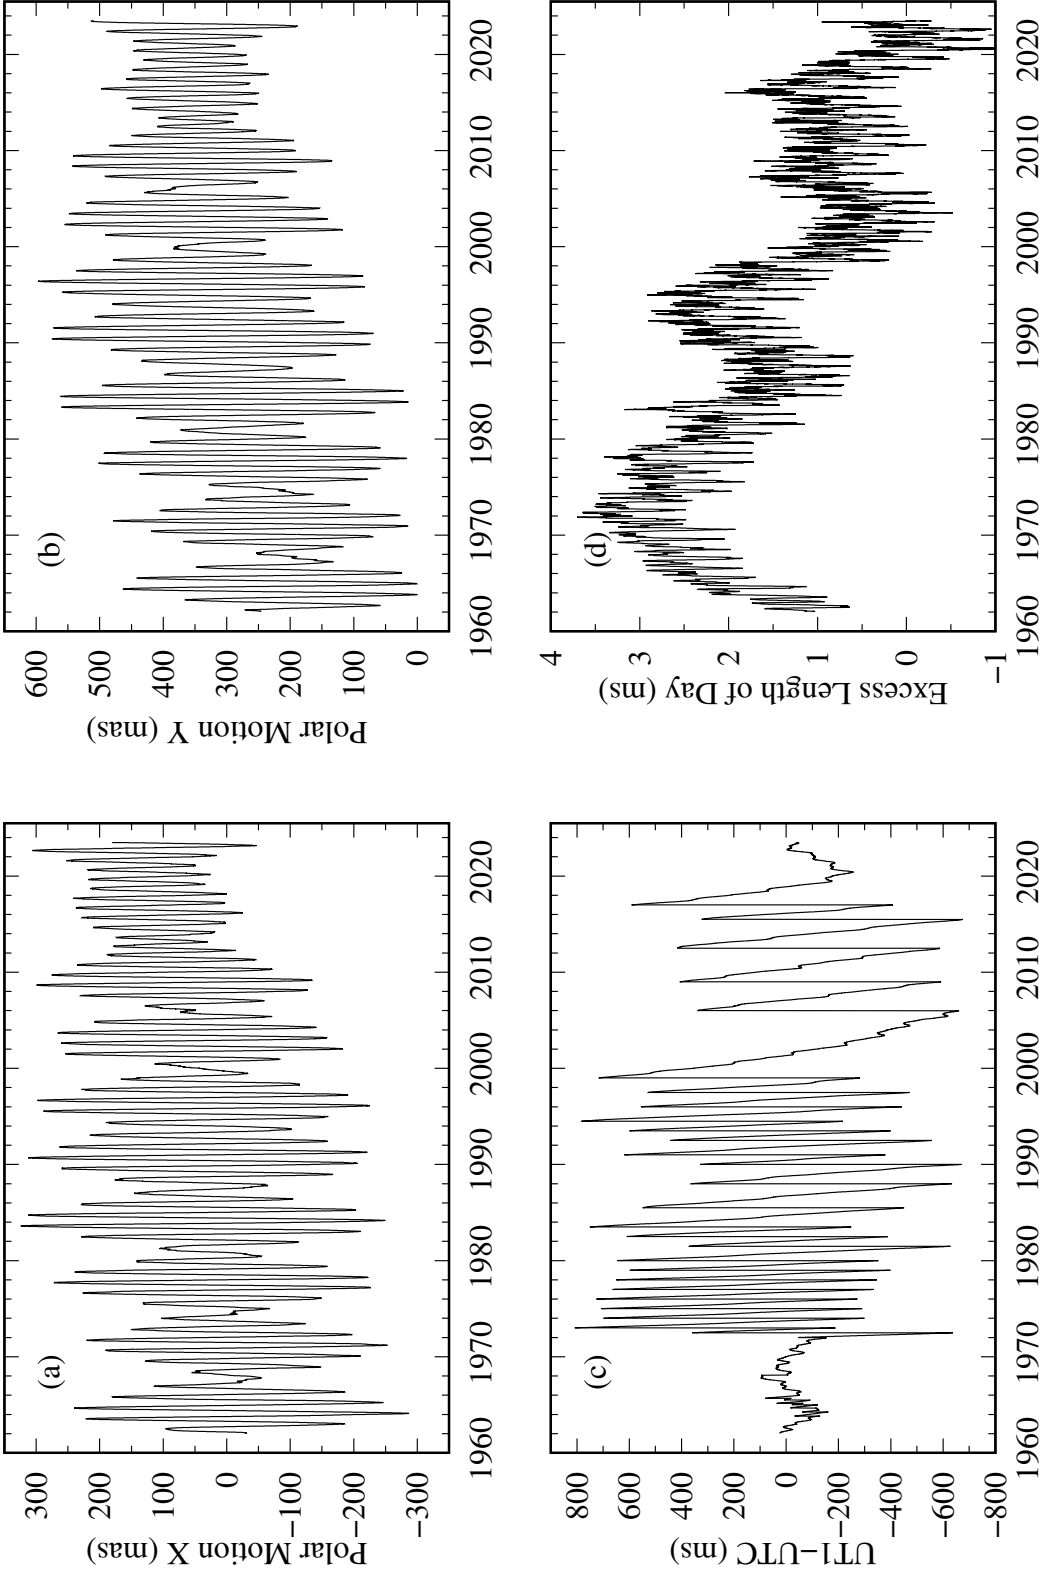 (a)
300
200
100
0
−100
−200
−300
Polar Motion X (mas)
1960 1970 1980 1990 2000 2010 2020
(b)
600
500
400
300
200
100
0
Polar Motion Y (mas)
1960 1970 1980 1990 2000 2010 2020
(c)
800
600
400
200
0
−200
−400
−600
−800
UT1−UTC (ms)
1960 1970 1980 1990 2000 2010 2020
(d)
4
3
2
1
0
−1
Excess Length of Day (ms)
1960 1970 1980 1990 2000 2010 2020